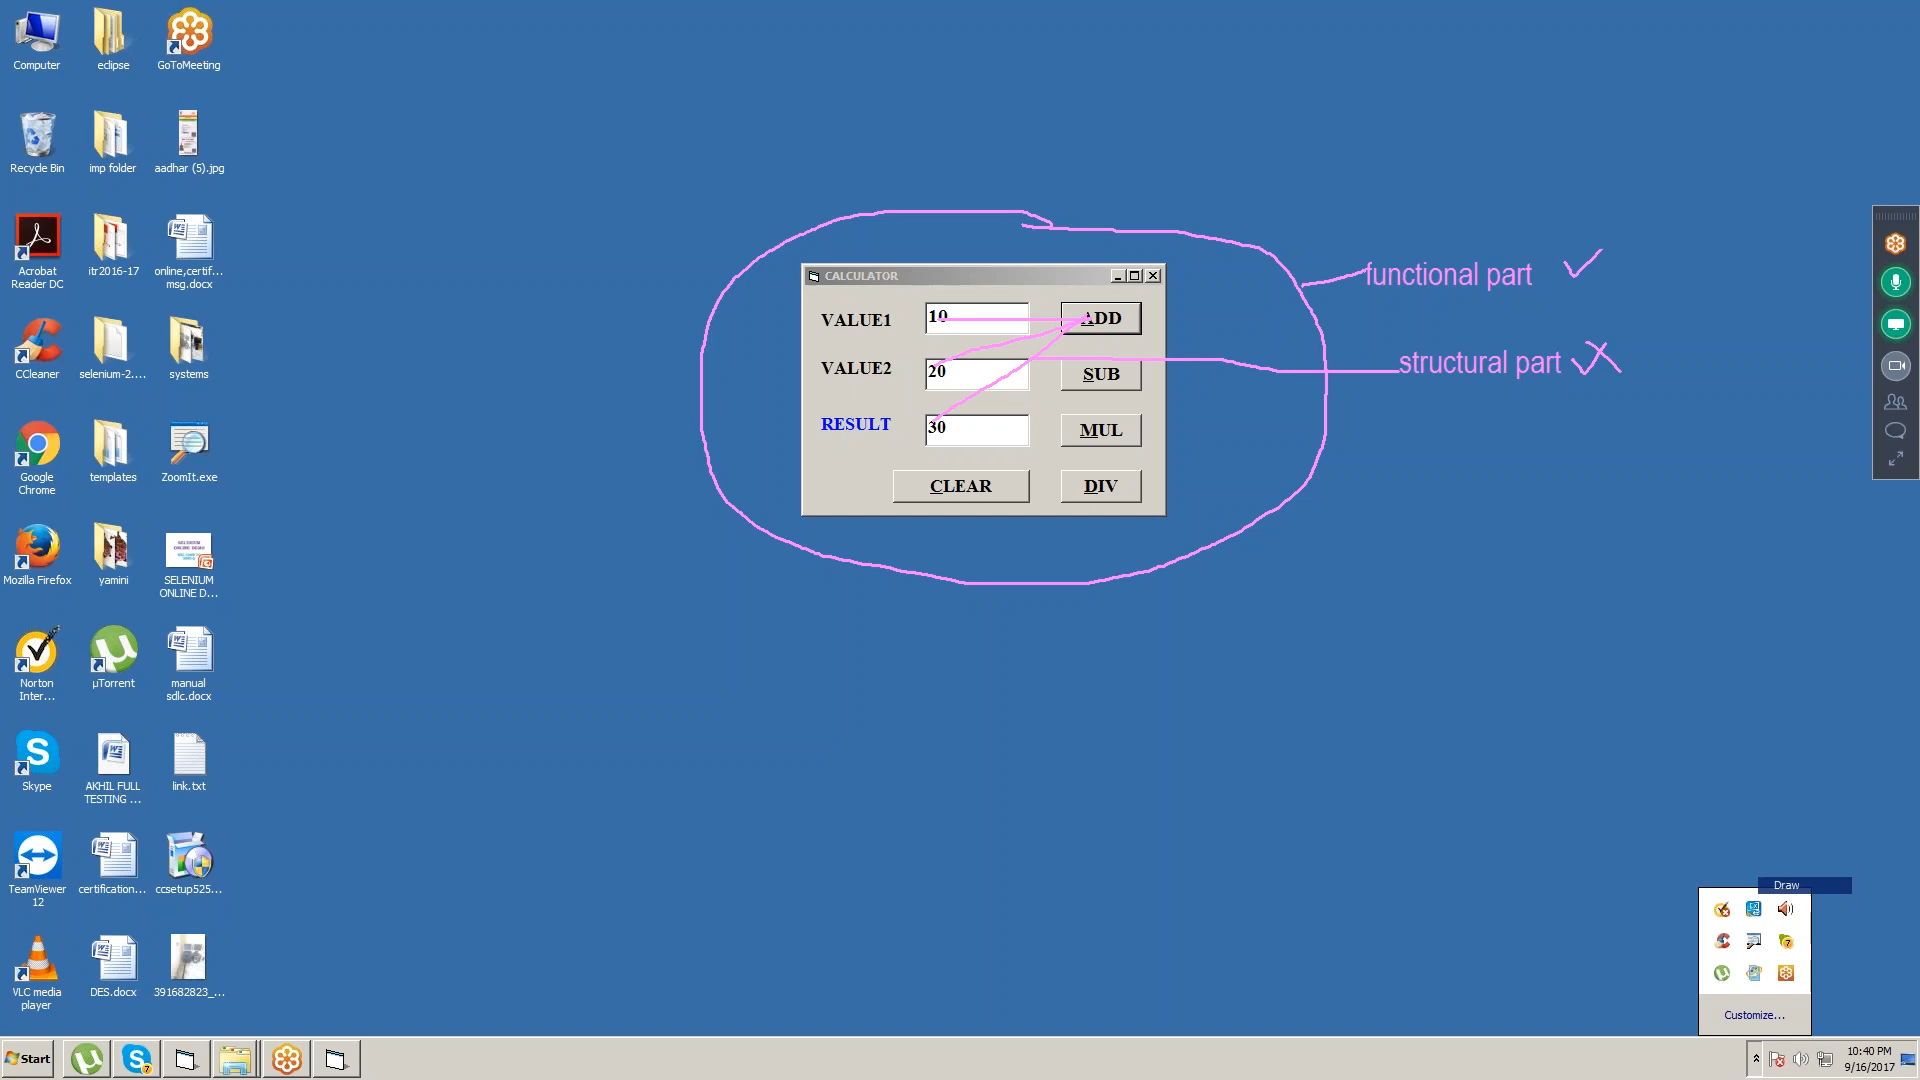 Computer
eclipse
GoToMeeting
Recycle Bin
imp folder
aadhar (5).jpg
Acrobat
Reader DC
itr2016-17
online,certif...
msg.docx
CCleaner
selenium-2....
systems
Google
Chrome
templates
ZoomIt.exe
Mozilla Firefox
yamini
SELENIUM
ONLINE D...
Norton
Inter...
µTorrent
manual
sdlc.docx
Skype
AKHIL FULL
TESTING ...
link.txt
TeamViewer
12
certification...
ccsetup525...
VLC media
player
DES.docx
391682823_...
CALCULATOR
VALUE1 10 ADD
VALUE2 20 SUB
RESULT 30 MUL
CLEAR DIV
functional part
structural part
Draw
Customize...
Start
10:40 PM
9/16/2017